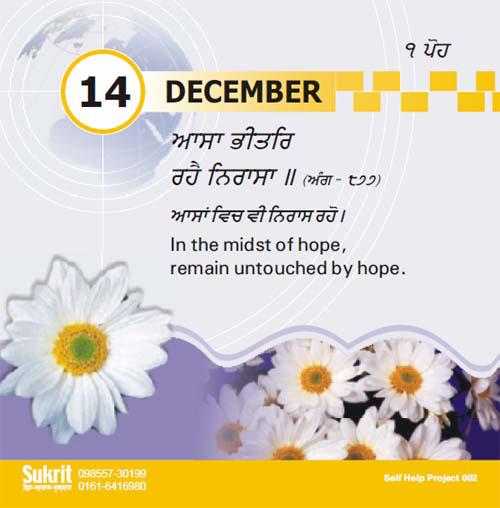 ੧ ਪੋਹ
14 DECEMBER
ਆਸਾ ਭੀਤਰਿ
ਰਹੈ ਨਿਰਾਸਾ ॥ (ਅੰਗ - ੮੭੭)
ਆਸਾਂ ਵਿਚ ਵੀ ਨਿਰਾਸ ਰਹੋ।
In the midst of hope,
remain untouched by hope.
Sukrit 098557-30199
0161-6416980
Self Help Project 002